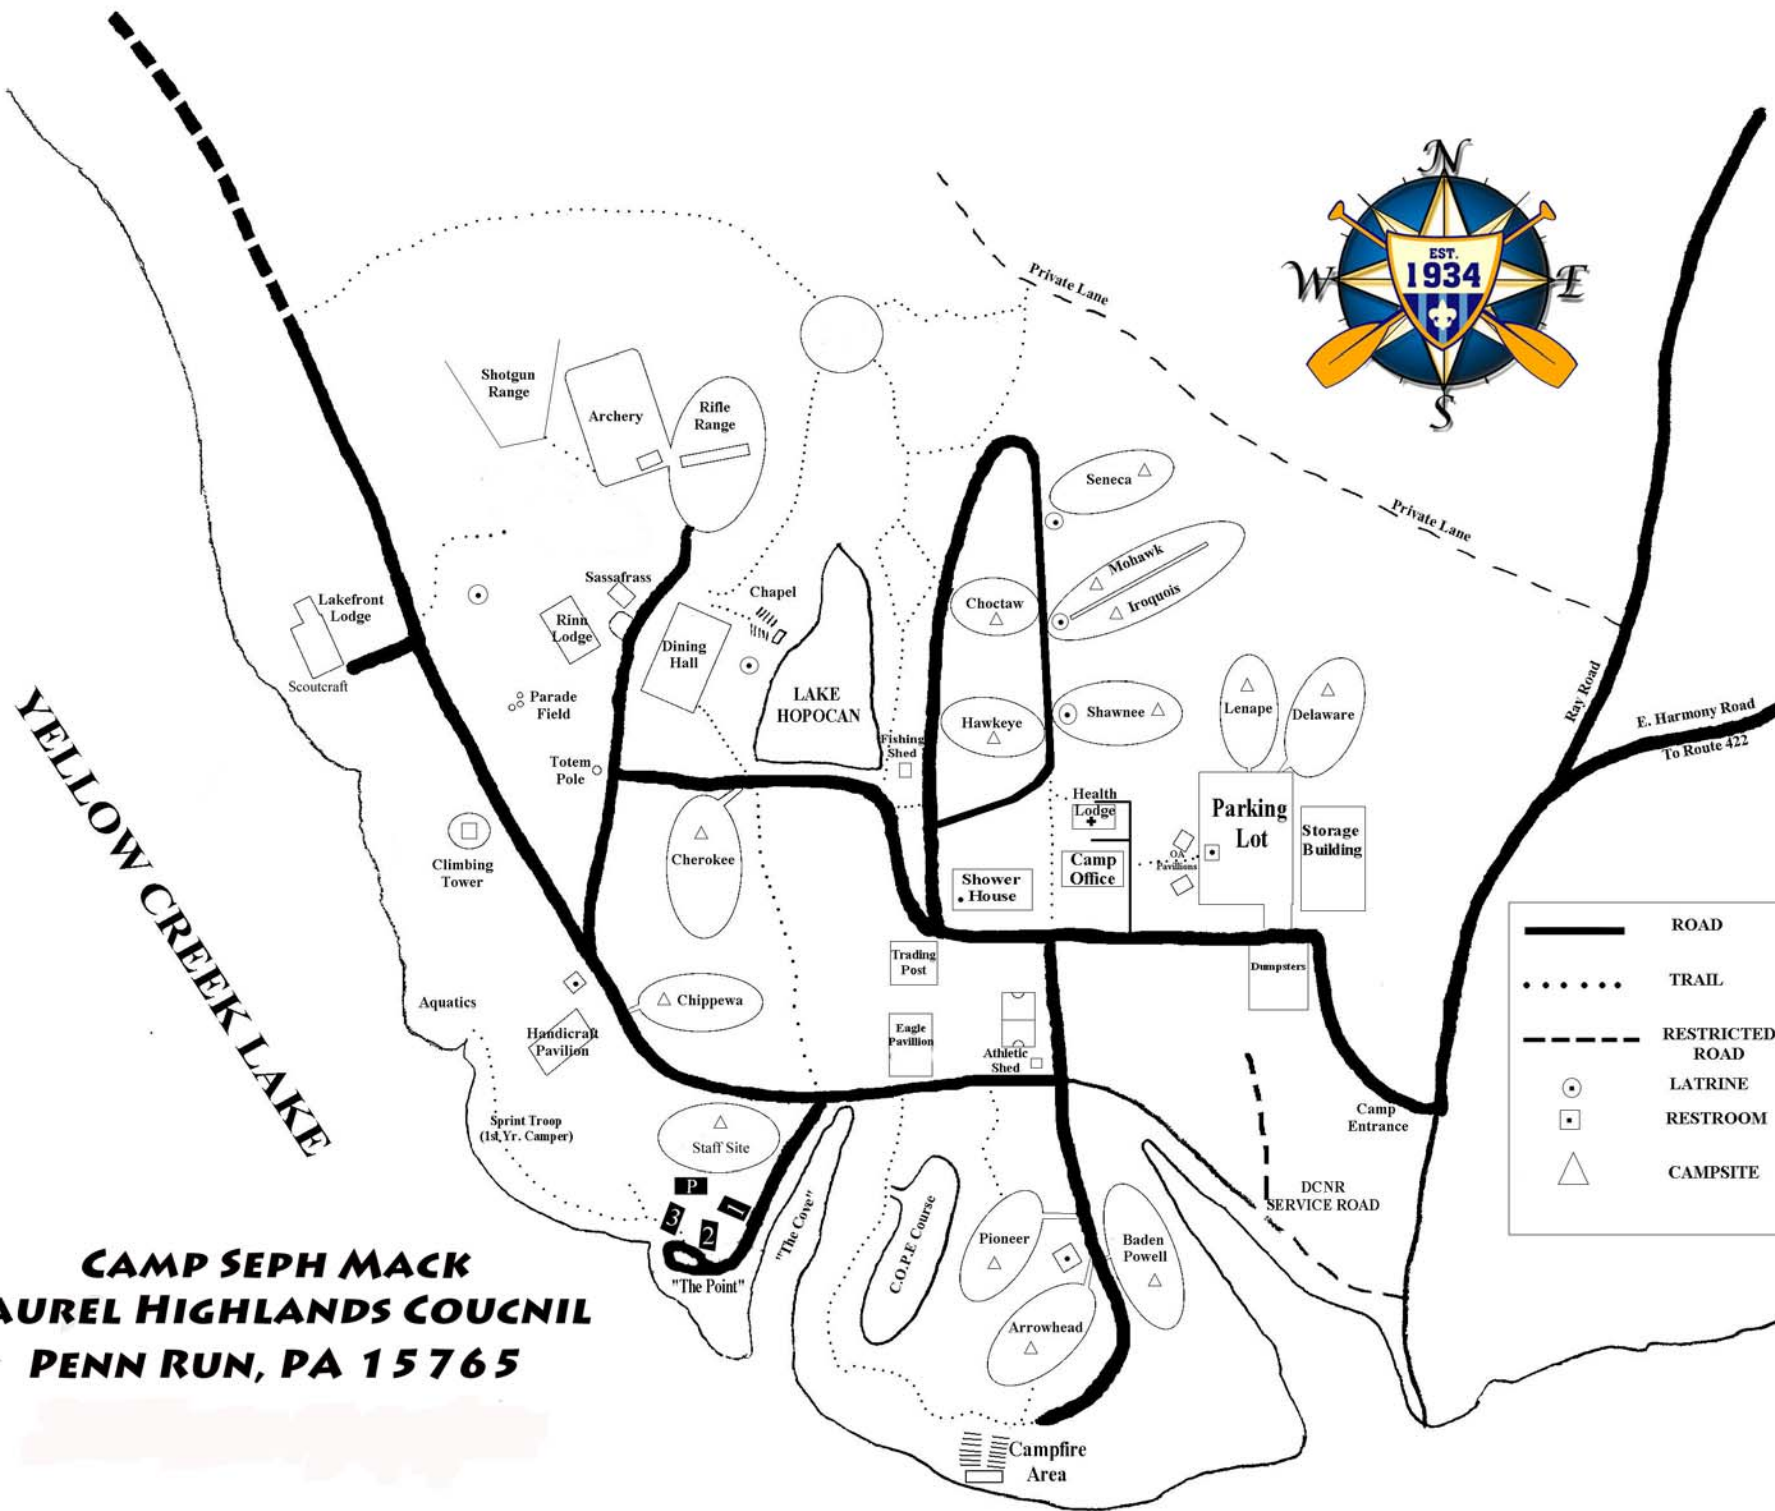 N
W
E
S
EST.
1934
Private Lane
Private Lane
Shotgun
Range
Archery
Rifle
Range
Seneca
Mohawk
Iroquois
Choctaw
Sassafrass
Chapel
Lakefront
Lodge
Rinn
Lodge
Dining
Hall
Scoutcraft
Parade
Field
LAKE
HOPOCAN
Hawkeye
Shawnee
Lenape
Delaware
Ray Road
E. Harmony Road
To Route 422
Fishing
Shed
Totem
Pole
Health
Lodge
Parking
Lot
Storage
Building
Climbing
Tower
Cherokee
Camp
Office
OA
Pavillions
Shower
House
YELLOW CREEK LAKE
Trading
Post
Dumpsters
Aquatics
Chippewa
Handicraft
Pavilion
Eagle
Pavillion
Athletic
Shed
Sprint Troop
(1st Yr. Camper)
Staff Site
Camp
Entrance
P
3
2
1
"The Point"
"The Cove"
C.O.P.E Course
Pioneer
Baden
Powell
Arrowhead
DCNR
SERVICE ROAD
Campfire
Area
ROAD
TRAIL
RESTRICTED
ROAD
LATRINE
RESTROOM
CAMPSITE
CAMP SEPH MACK
AUREL HIGHLANDS COUCNIL
PENN RUN, PA 15765